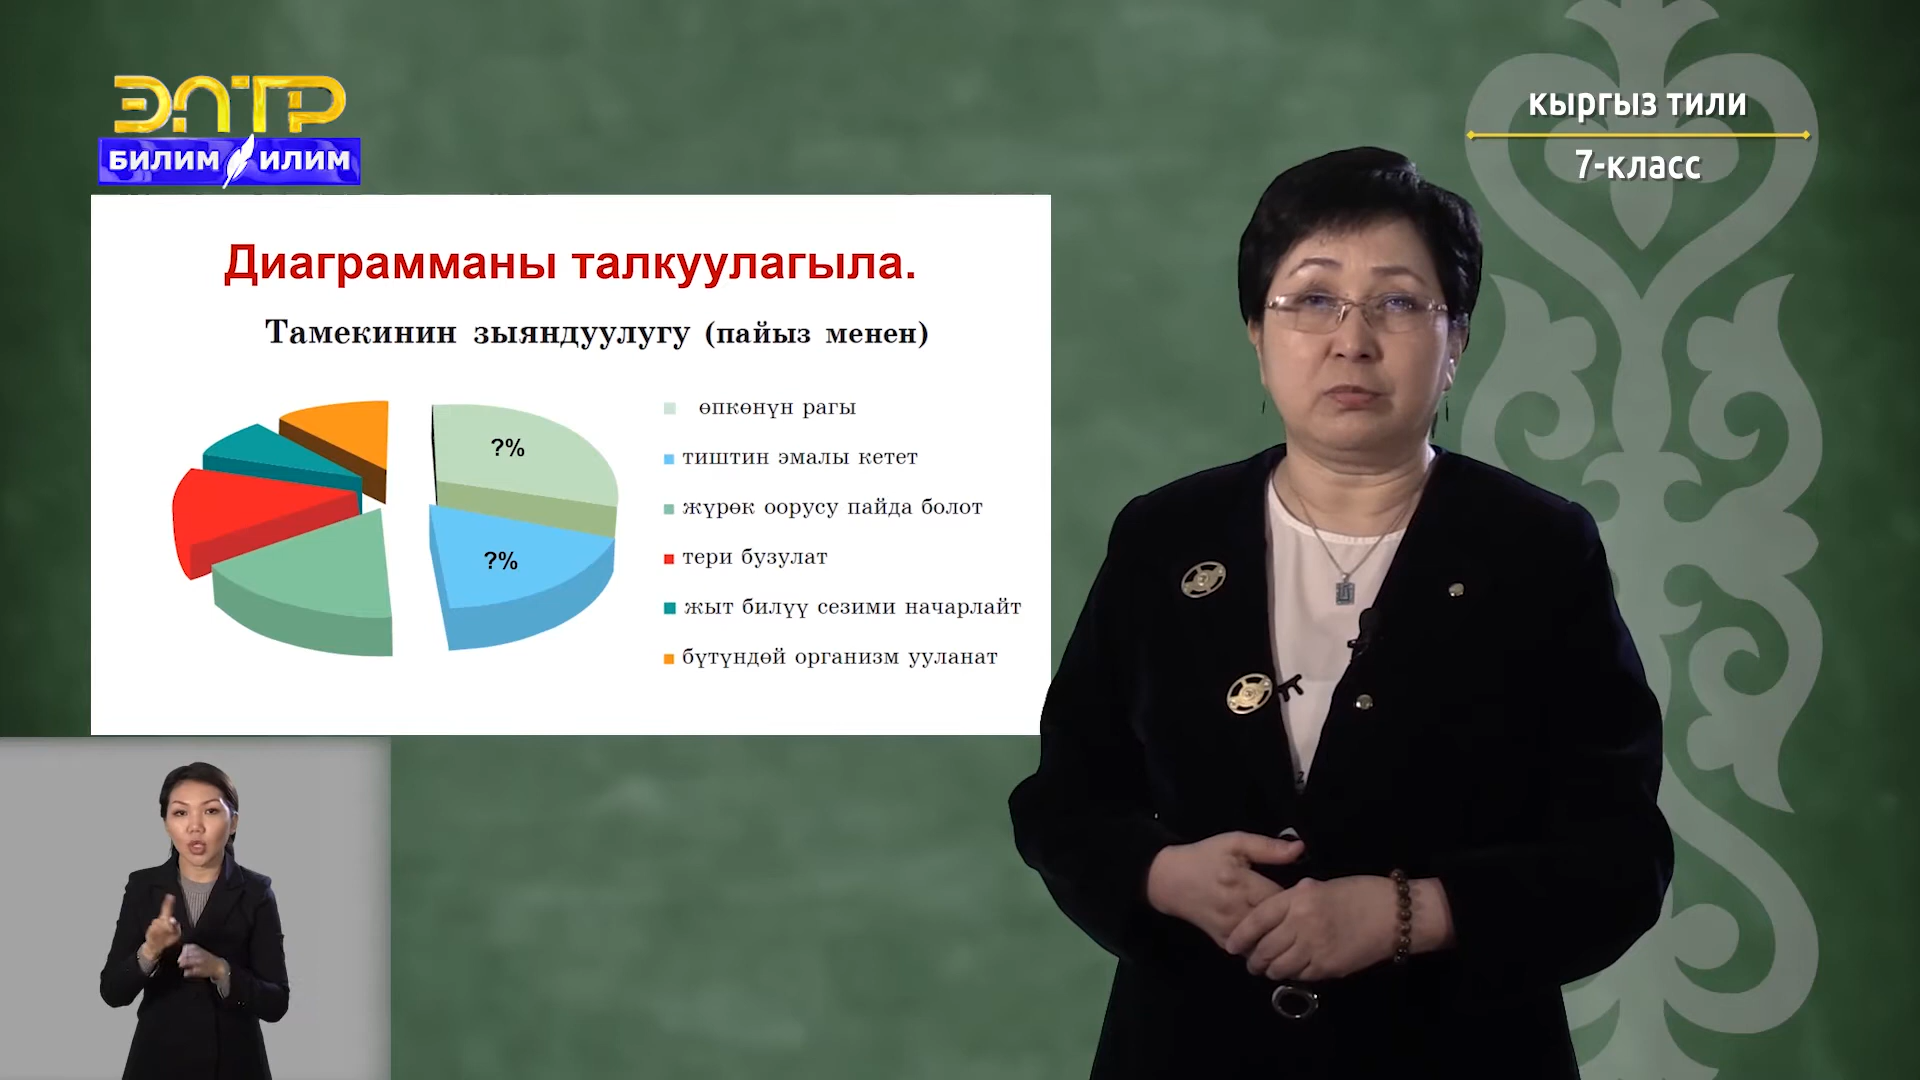 ЭЛТР
БИЛИМ ИЛИМ
кыргыз тили
7-класс
Диаграмманы талкуулагыла.
Тамекинин зыяндуулугу (пайыз менен)
?%
?%
өпкөнүн рагы
тиштин эмалы кетет
жүрөк оорусу пайда болот
тери бузулат
жыт билүү сезими начарлайт
бүтүндөй организм ууланат